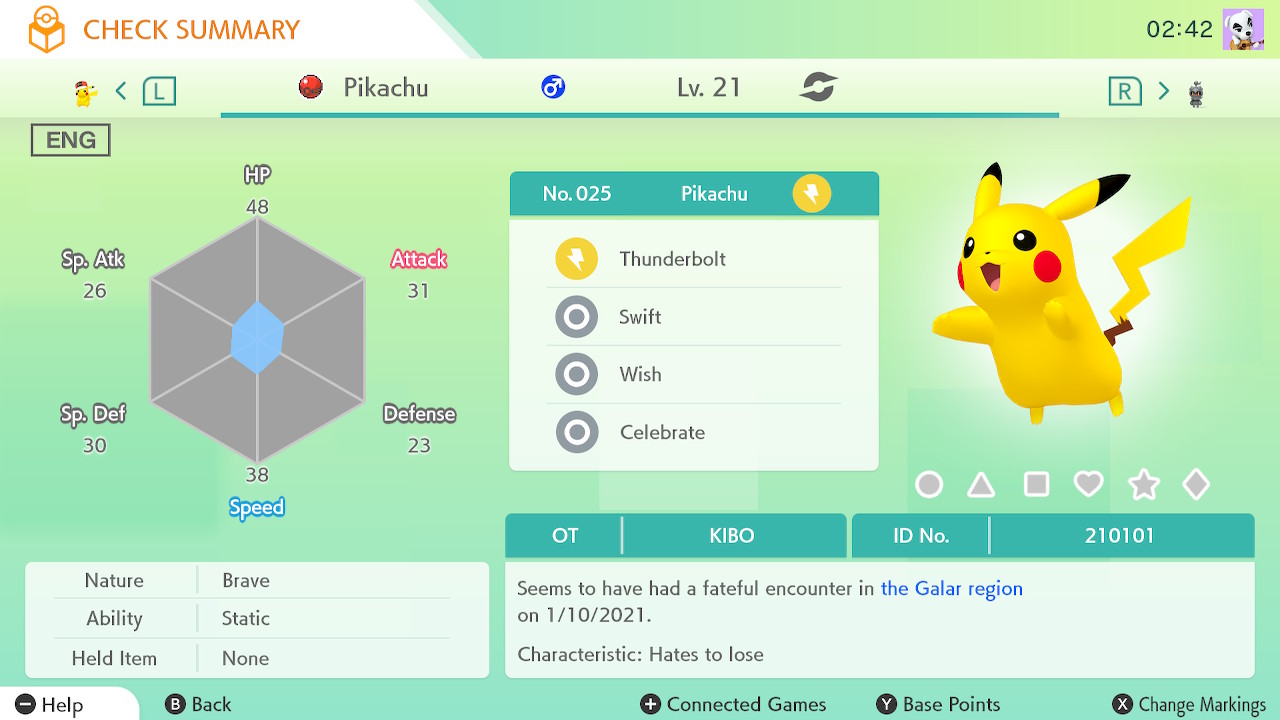 CHECK SUMMARY
02:42
L
Pikachu
Lv. 21
R
ENG
HP
48
Sp. Atk
26
Attack
31
Sp. Def
30
Defense
23
38
Speed
No. 025 Pikachu
Thunderbolt
Swift
Wish
Celebrate
OT KIBO
ID No. 210101
Nature Brave
Ability Static
Held Item None
Seems to have had a fateful encounter in the Galar region
on 1/10/2021.
Characteristic: Hates to lose
Help
B Back
Connected Games
Y Base Points
X Change Markings